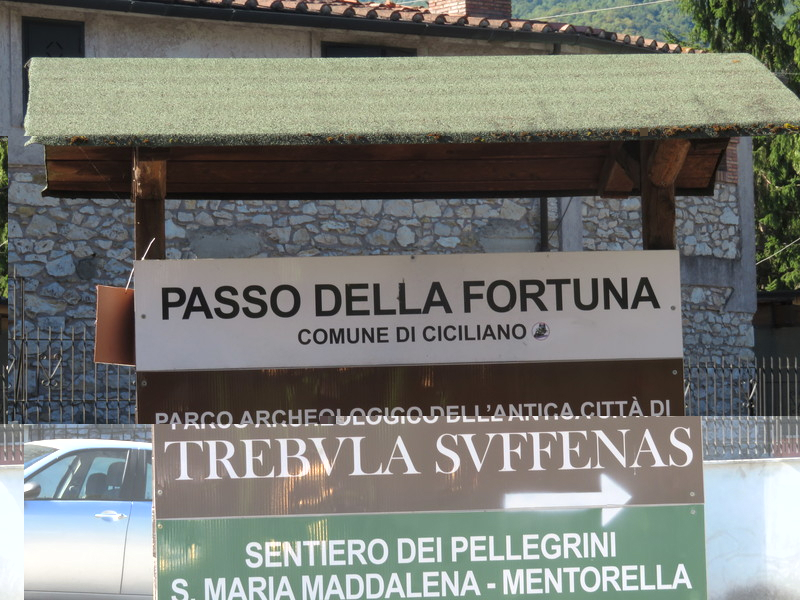 PASSO DELLA FORTUNA
COMUNE DI CICILIANO
PARCO ARCHEOLOGICO DELL'ANTICA CITTÀ DI
TREBVLA SVFFENAS
SENTIERO DEI PELLEGRINI
S. MARIA MADDALENA - MENTORELLA